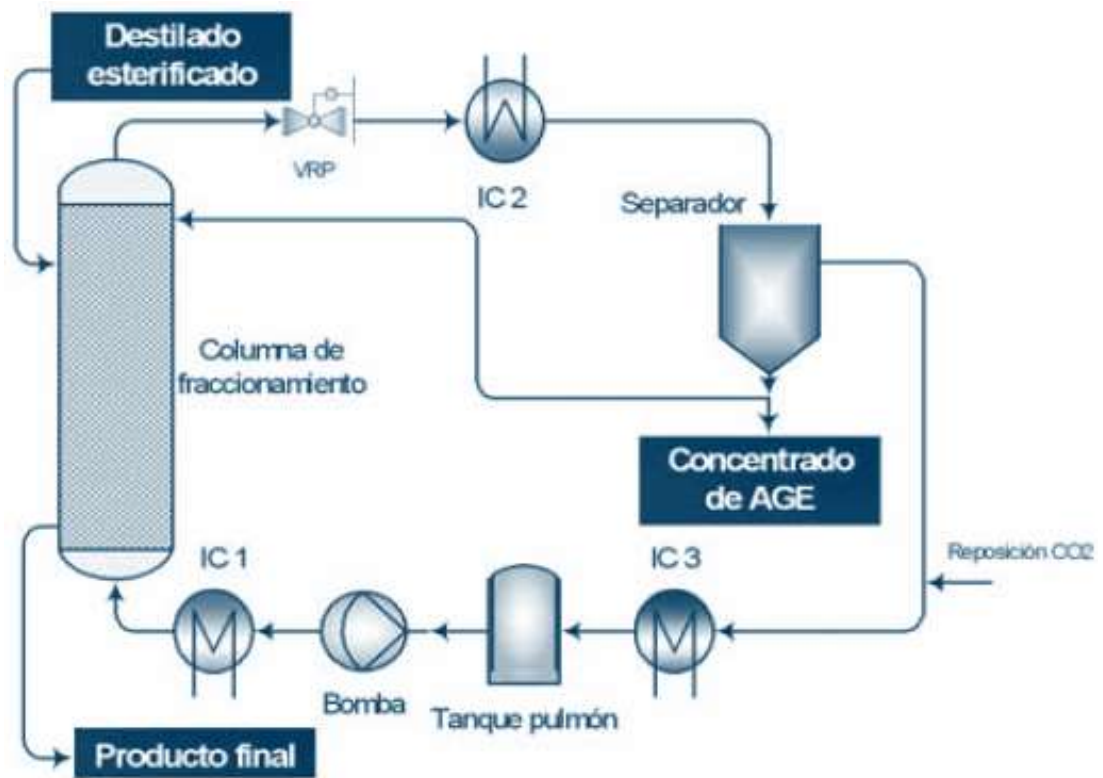 Destilado
esterificado
VRP
IC 2
Separador
Columna de
fraccionamiento
Concentrado
de AGE
Reposición CO2
IC 1
IC 3
Bomba
Tanque pulmón
Producto final